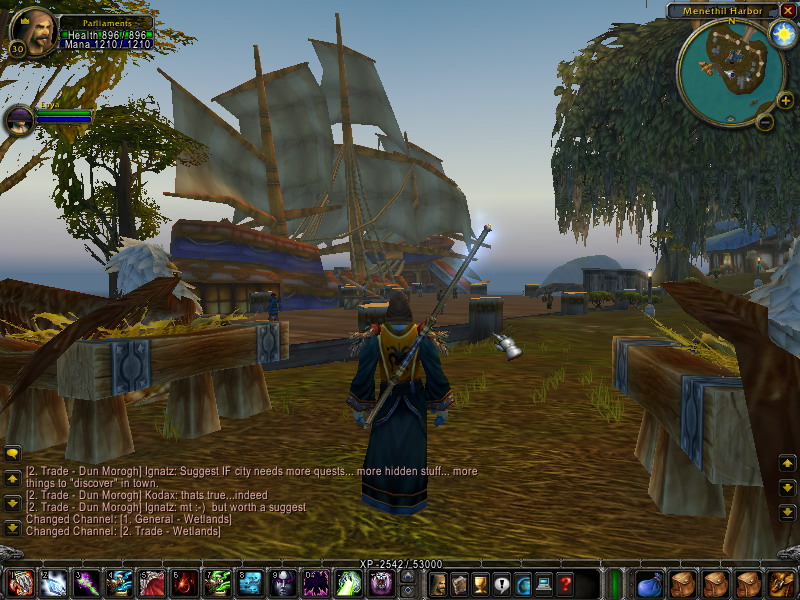 Menethil Harbor
N
Parfliaments
Health 896 / 896
Mana 1210 / 1210
30
Enya
[2. Trade - Dun Morogh] Ignatz: Suggest IF city needs more quests... more hidden stuff... more
things to "discover" in town.
[2. Trade - Dun Morogh] Kodax: thats true...indeed
[2. Trade - Dun Morogh] Ignatz: mt :-)  but worth a suggest
Changed Channel: [1. General - Wetlands]
Changed Channel: [2. Trade - Wetlands]
XP -2542 / 53000